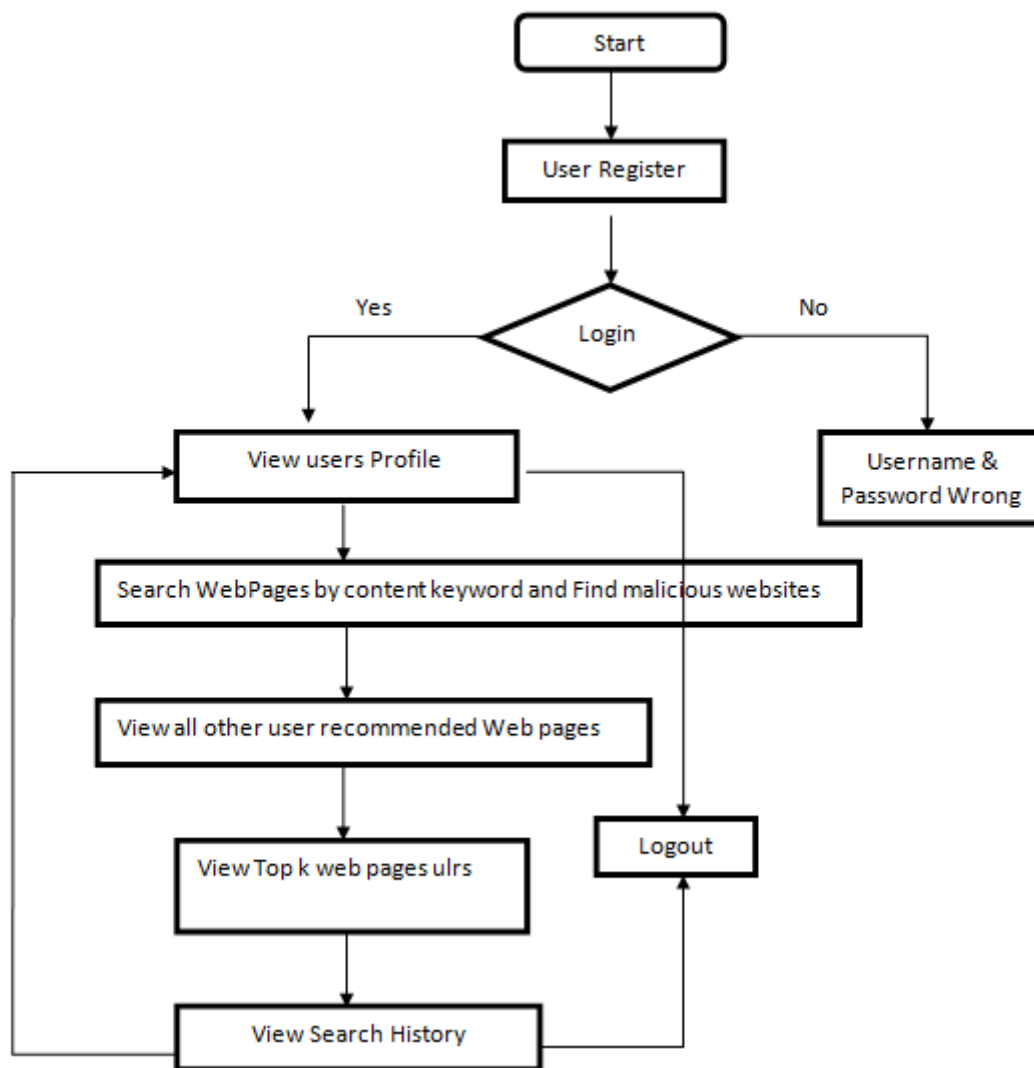 Start
User Register
Yes
No
Login
View users Profile
Username &
Password Wrong
Search WebPages by content keyword and Find malicious websites
View all other user recommended Web pages
View Top k web pages ulrs
Logout
View Search History